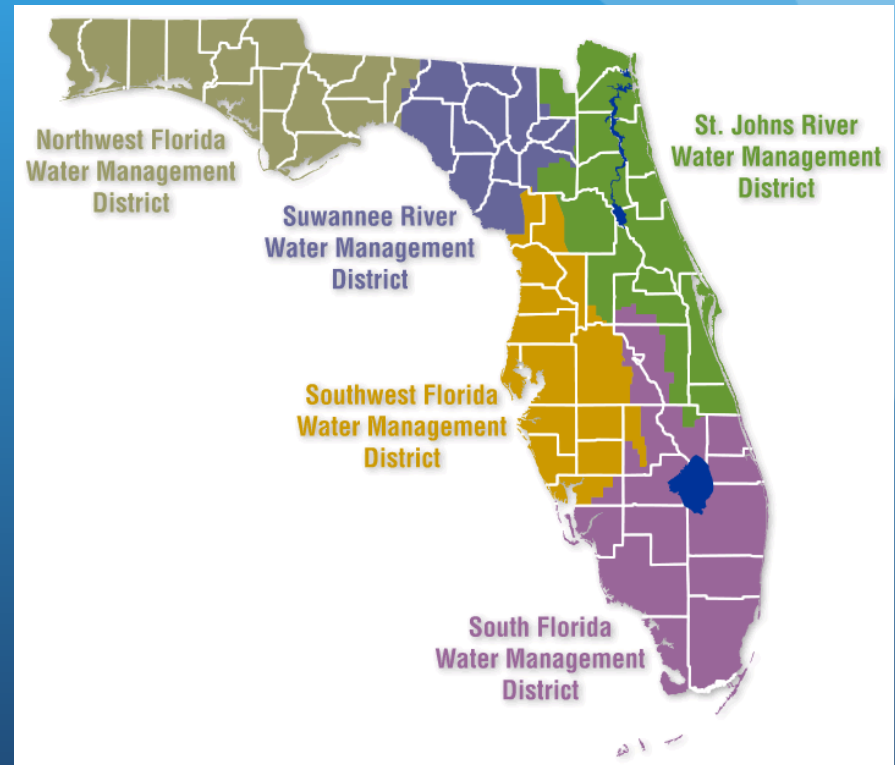 Northwest Florida
Water Management
District
St. Johns River
Water Management
District
Suwannee River
Water Management
District
Southwest Florida
Water Management
District
South Florida
Water Management
District